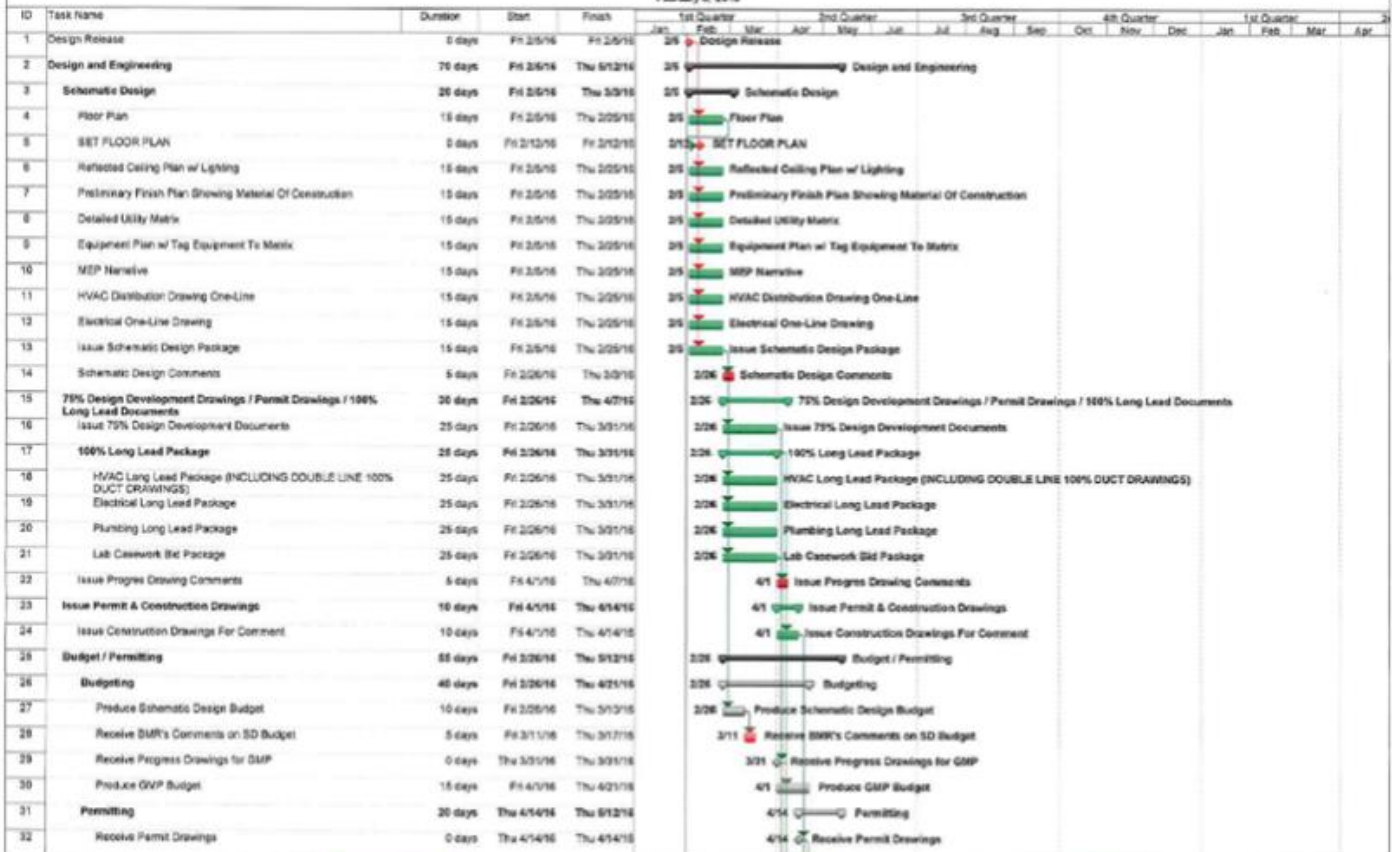 ID Task Name Duration Start Finish 1st Quarter 2nd Quarter 3rd Quarter 4th Quarter 1st Quarter
Jan Feb Mar Apr May Jun Jul Aug Sep Oct Nov Dec Jan Feb Mar Apr
1 Design Release 0 days Fri 2/5/16 Fri 2/5/16 2/5 Design Release
2 Design and Engineering 70 days Fri 2/5/16 Thu 5/12/16 2/5 Design and Engineering
3 Schematic Design 20 days Fri 2/5/16 Thu 3/3/16 2/5 Schematic Design
4 Floor Plan 15 days Fri 2/5/16 Thu 2/25/16 2/5 Floor Plan
5 SET FLOOR PLAN 0 days Fri 2/12/16 Fri 2/12/16 2/12 SET FLOOR PLAN
6 Reflected Ceiling Plan w/ Lighting 15 days Fri 2/5/16 Thu 2/25/16 2/5 Reflected Ceiling Plan w/ Lighting
7 Preliminary Finish Plan Showing Material Of Construction 15 days Fri 2/5/16 Thu 2/25/16 2/5 Preliminary Finish Plan Showing Material Of Construction
8 Detailed Utility Matrix 15 days Fri 2/5/16 Thu 2/25/16 2/5 Detailed Utility Matrix
9 Equipment Plan w/ Tag Equipment To Matrix 15 days Fri 2/5/16 Thu 2/25/16 2/5 Equipment Plan w/ Tag Equipment To Matrix
10 MEP Narrative 15 days Fri 2/5/16 Thu 2/25/16 2/5 MEP Narrative
11 HVAC Distribution Drawing One-Line 15 days Fri 2/5/16 Thu 2/25/16 2/5 HVAC Distribution Drawing One-Line
12 Electrical One-Line Drawing 15 days Fri 2/5/16 Thu 2/25/16 2/5 Electrical One-Line Drawing
13 Issue Schematic Design Package 15 days Fri 2/5/16 Thu 2/25/16 2/5 Issue Schematic Design Package
14 Schematic Design Comments 5 days Fri 2/26/16 Thu 3/3/16 2/26 Schematic Design Comments
15 75% Design Development Drawings / Permit Drawings / 100% 30 days Fri 2/26/16 Thu 4/7/16 2/26 75% Design Development Drawings / Permit Drawings / 100% Long Lead Documents
Long Lead Documents
16 Issue 75% Design Development Documents 25 days Fri 2/26/16 Thu 3/31/16 2/26 Issue 75% Design Development Documents
17 100% Long Lead Package 25 days Fri 2/26/16 Thu 3/31/16 2/26 100% Long Lead Package
18 HVAC Long Lead Package (INCLUDING DOUBLE LINE 100% 25 days Fri 2/26/16 Thu 3/31/16 2/26 HVAC Long Lead Package (INCLUDING DOUBLE LINE 100% DUCT DRAWINGS)
DUCT DRAWINGS)
19 Electrical Long Lead Package 25 days Fri 2/26/16 Thu 3/31/16 2/26 Electrical Long Lead Package
20 Plumbing Long Lead Package 25 days Fri 2/26/16 Thu 3/31/16 2/26 Plumbing Long Lead Package
21 Lab Casework Bid Package 25 days Fri 2/26/16 Thu 3/31/16 2/26 Lab Casework Bid Package
22 Issue Progres Drawing Comments 5 days Fri 4/1/16 Thu 4/7/16 4/1 Issue Progres Drawing Comments
23 Issue Permit & Construction Drawings 10 days Fri 4/1/16 Thu 4/14/16 4/1 Issue Permit & Construction Drawings
24 Issue Construction Drawings For Comment 10 days Fri 4/1/16 Thu 4/14/16 4/1 Issue Construction Drawings For Comment
25 Budget / Permitting 55 days Fri 2/26/16 Thu 5/12/16 2/26 Budget / Permitting
26 Budgeting 40 days Fri 2/26/16 Thu 4/21/16 2/26 Budgeting
27 Produce Schematic Design Budget 10 days Fri 2/26/16 Thu 3/10/16 2/26 Produce Schematic Design Budget
28 Receive BMR's Comments on SD Budget 5 days Fri 3/11/16 Thu 3/17/16 3/11 Receive BMR's Comments on SD Budget
29 Receive Progress Drawings for GMP 0 days Thu 3/31/16 Thu 3/31/16 3/31 Receive Progress Drawings for GMP
30 Produce GMP Budget 15 days Fri 4/1/16 Thu 4/21/16 4/1 Produce GMP Budget
31 Permitting 20 days Thu 4/14/16 Thu 5/12/16 4/14 Permitting
32 Receive Permit Drawings 0 days Thu 4/14/16 Thu 4/14/16 4/14 Receive Permit Drawings